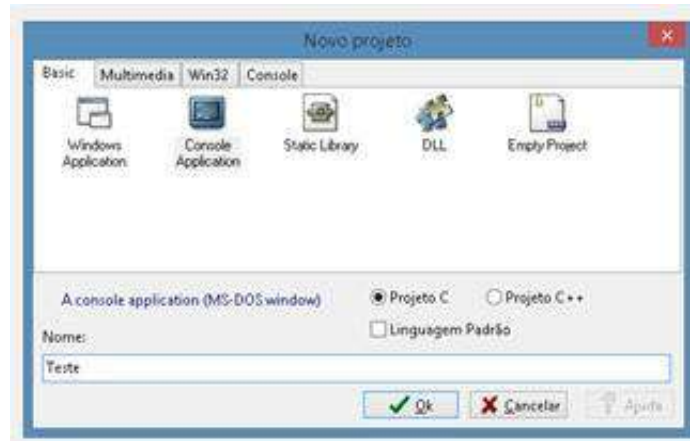 Novo projeto
Basic Multimedia Win32 Console
Windows Application
Console Application
Static Library
DLL
Empty Project
A console application (MS-DOS window)
Projeto C
Projeto C++
Linguagem Padrão
Nome:
Teste
Ok Cancelar Ajuda